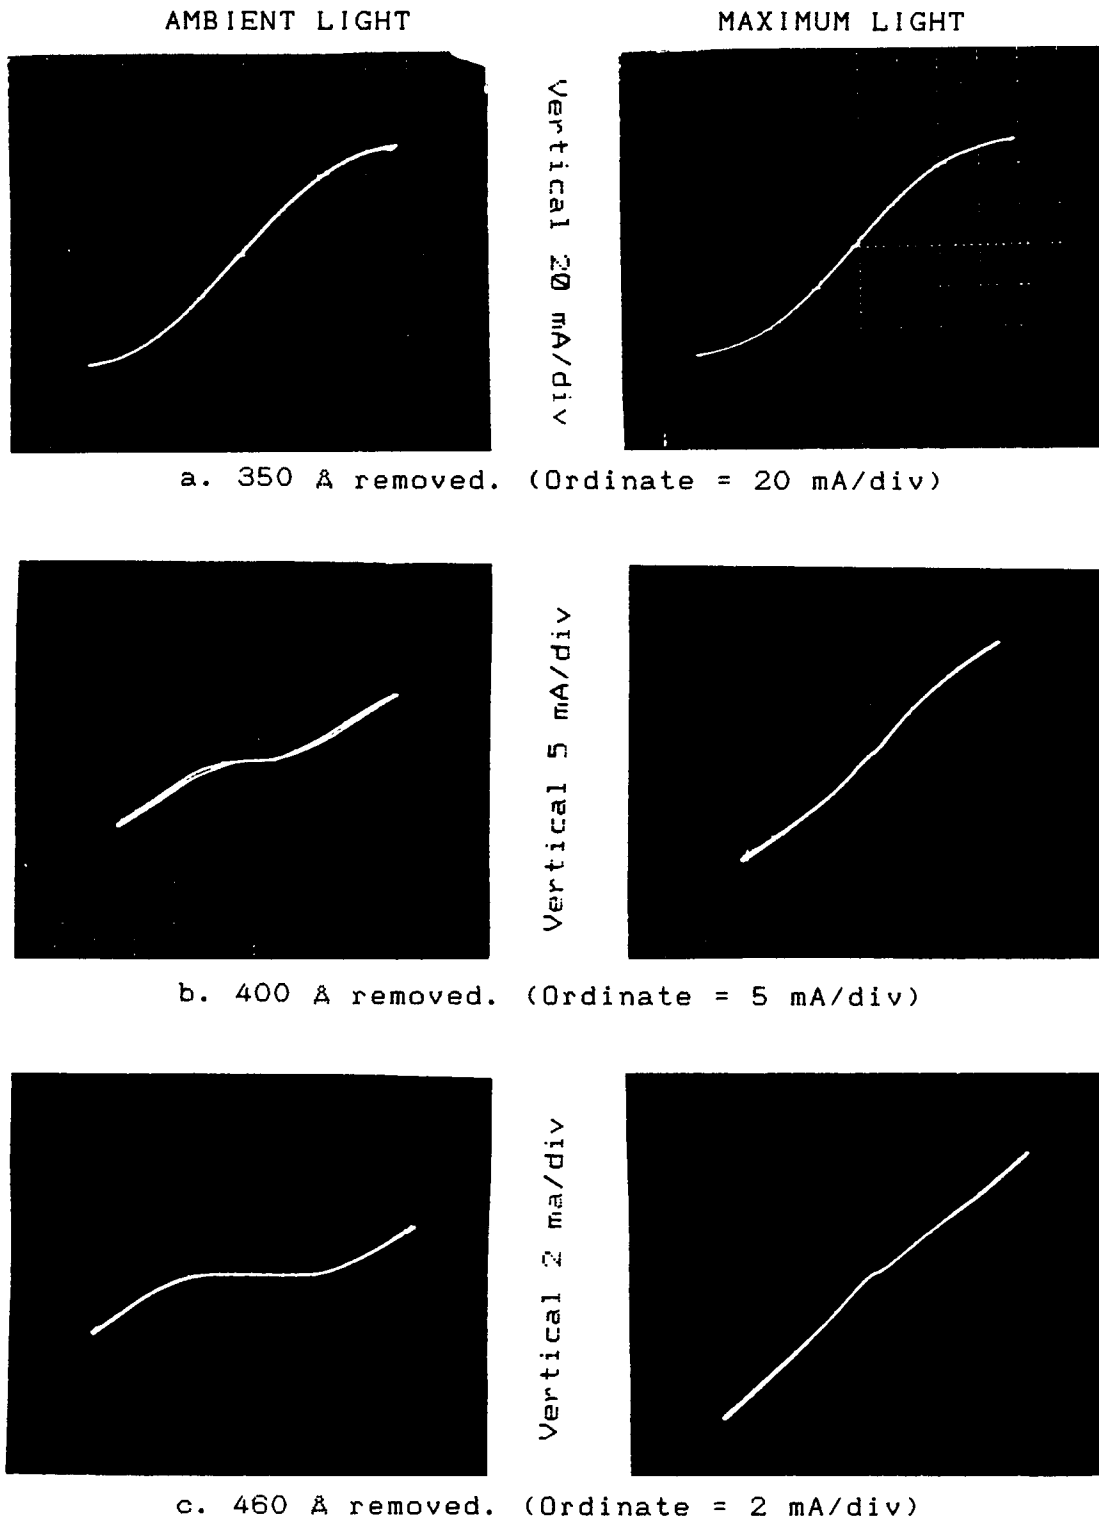 AMBIENT LIGHT
MAXIMUM LIGHT
Vertical 20 mA/div
a. 350 Å removed. (Ordinate = 20 mA/div)
Vertical 5 mA/div
b. 400 Å removed. (Ordinate = 5 mA/div)
Vertical 2 ma/div
c. 460 Å removed. (Ordinate = 2 mA/div)